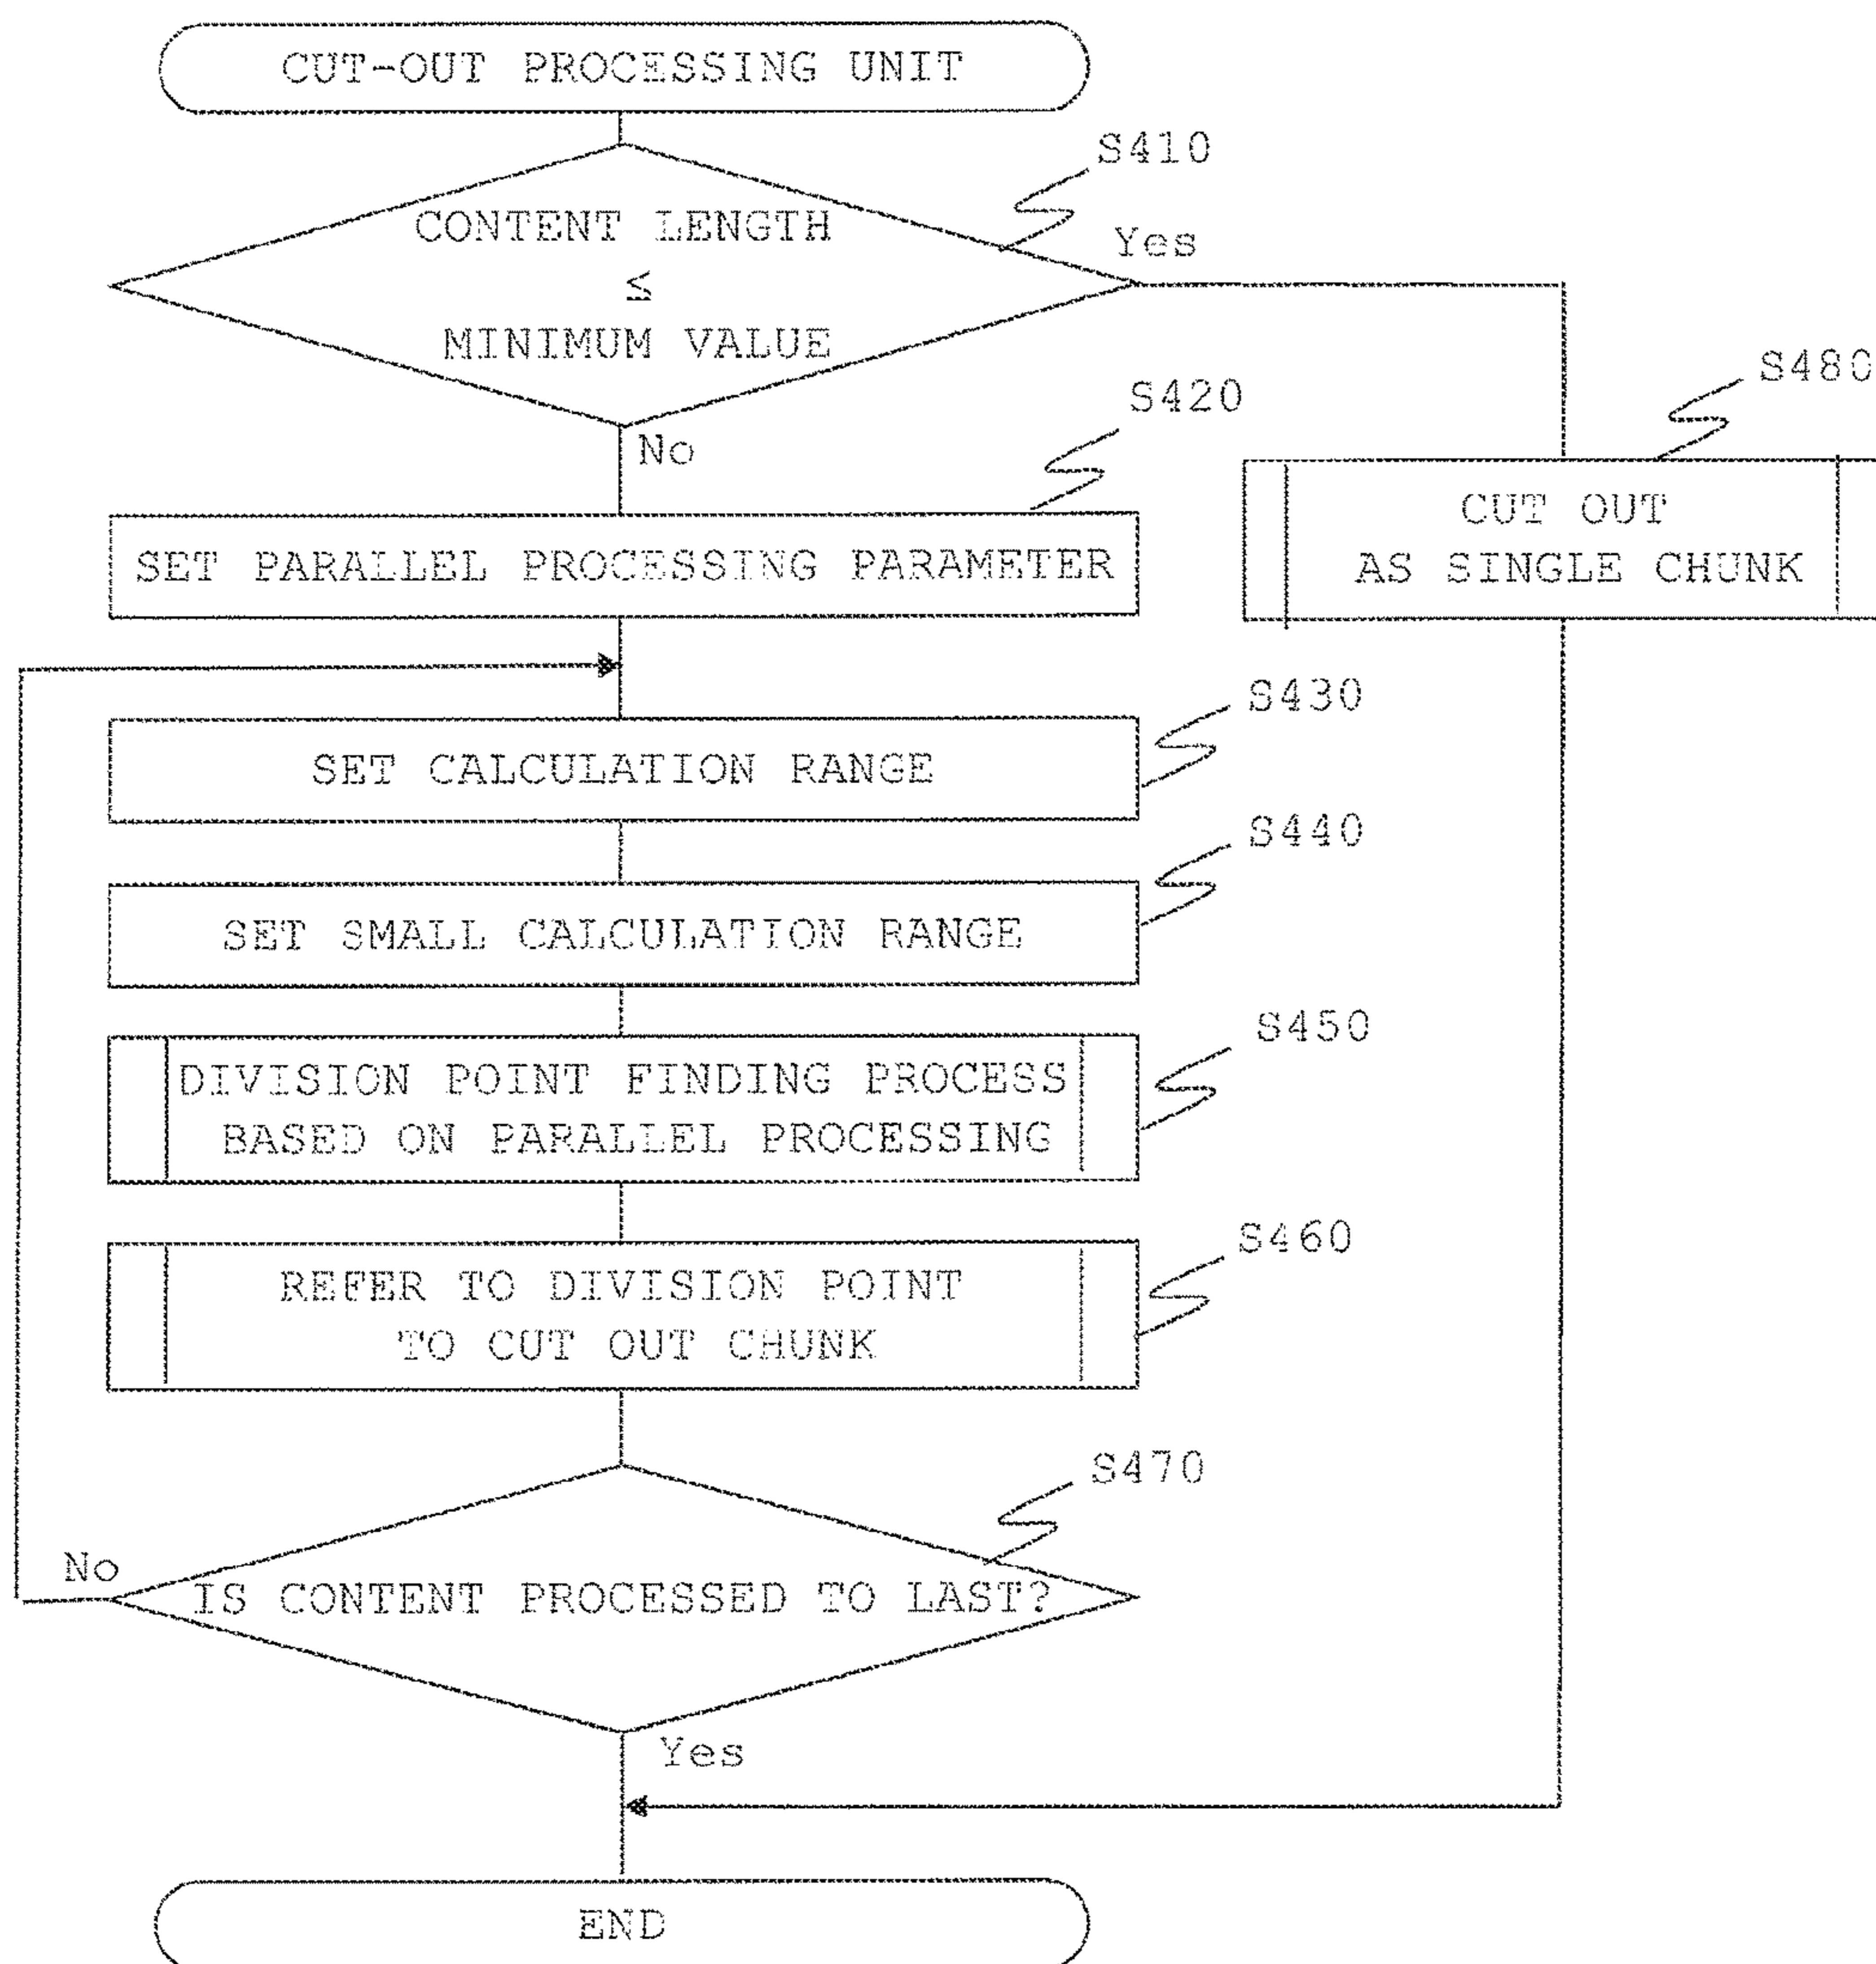 CUT-OUT PROCESSING UNIT
S410
CONTENT LENGTH
≤
MINIMUM VALUE
Yes
No
S420
S480
SET PARALLEL PROCESSING PARAMETER
CUT OUT
AS SINGLE CHUNK
S430
SET CALCULATION RANGE
S440
SET SMALL CALCULATION RANGE
S450
DIVISION POINT FINDING PROCESS
BASED ON PARALLEL PROCESSING
S460
REFER TO DIVISION POINT
TO CUT OUT CHUNK
S470
No
IS CONTENT PROCESSED TO LAST?
Yes
END